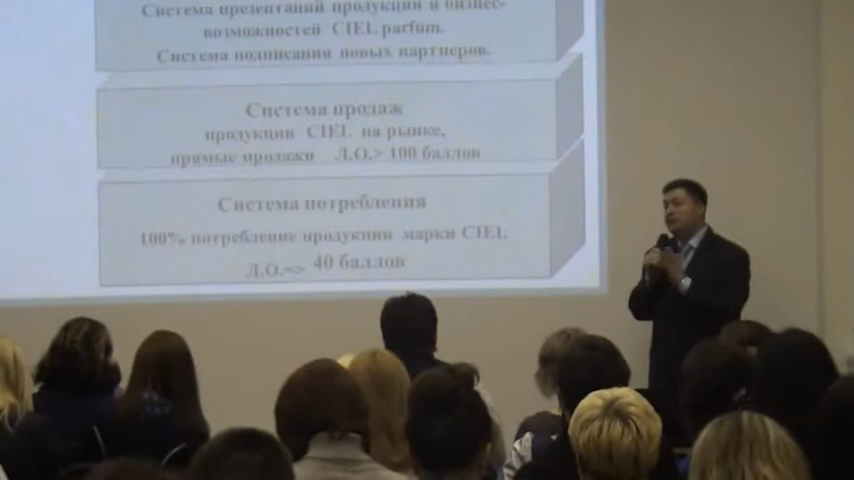 Система презентаций продукции и бизнес-
возможностей CIEL parfum.
Система подписания новых партнеров.
Система продаж
продукции CIEL на рынке,
прямые продажи Л.О.> 100 баллов
Система потребления
100% потребление продукции марки CIEL
Л.О.=> 40 баллов